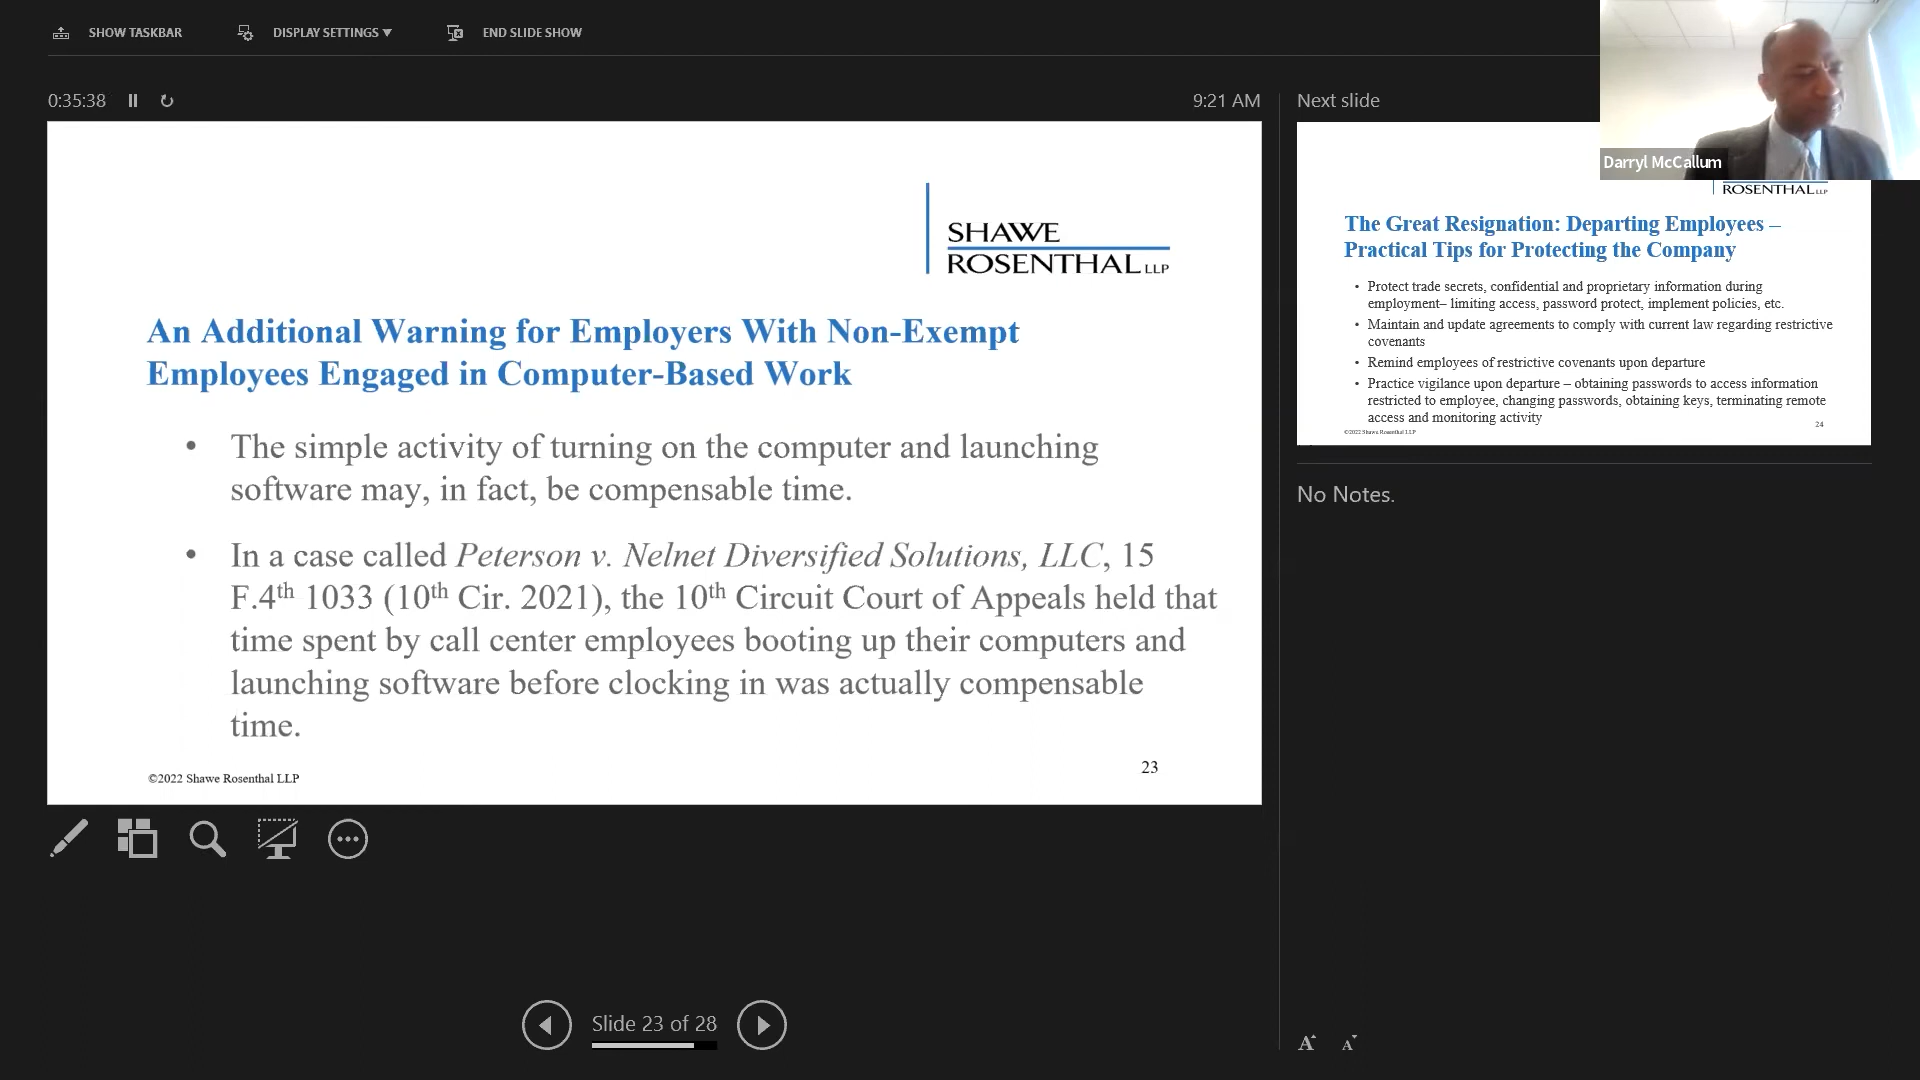 SHOW TASKBAR
DISPLAY SETTINGS ▼
END SLIDE SHOW
0:35:38
9:21 AM
SHAWE
ROSENTHAL LLP
An Additional Warning for Employers With Non-Exempt
Employees Engaged in Computer-Based Work
• The simple activity of turning on the computer and launching
software may, in fact, be compensable time.
• In a case called Peterson v. Nelnet Diversified Solutions, LLC, 15
F.4th 1033 (10th Cir. 2021), the 10th Circuit Court of Appeals held that
time spent by call center employees booting up their computers and
launching software before clocking in was actually compensable
time.
©2022 Shawe Rosenthal LLP
23
Slide 23 of 28
Next slide
Darryl McCallum
ROSENTHAL LLP
The Great Resignation: Departing Employees –
Practical Tips for Protecting the Company
• Protect trade secrets, confidential and proprietary information during
employment– limiting access, password protect, implement policies, etc.
• Maintain and update agreements to comply with current law regarding restrictive
covenants
• Remind employees of restrictive covenants upon departure
• Practice vigilance upon departure – obtaining passwords to access information
restricted to employee, changing passwords, obtaining keys, terminating remote
access and monitoring activity
©2022 Shawe Rosenthal LLP
24
No Notes.
A A